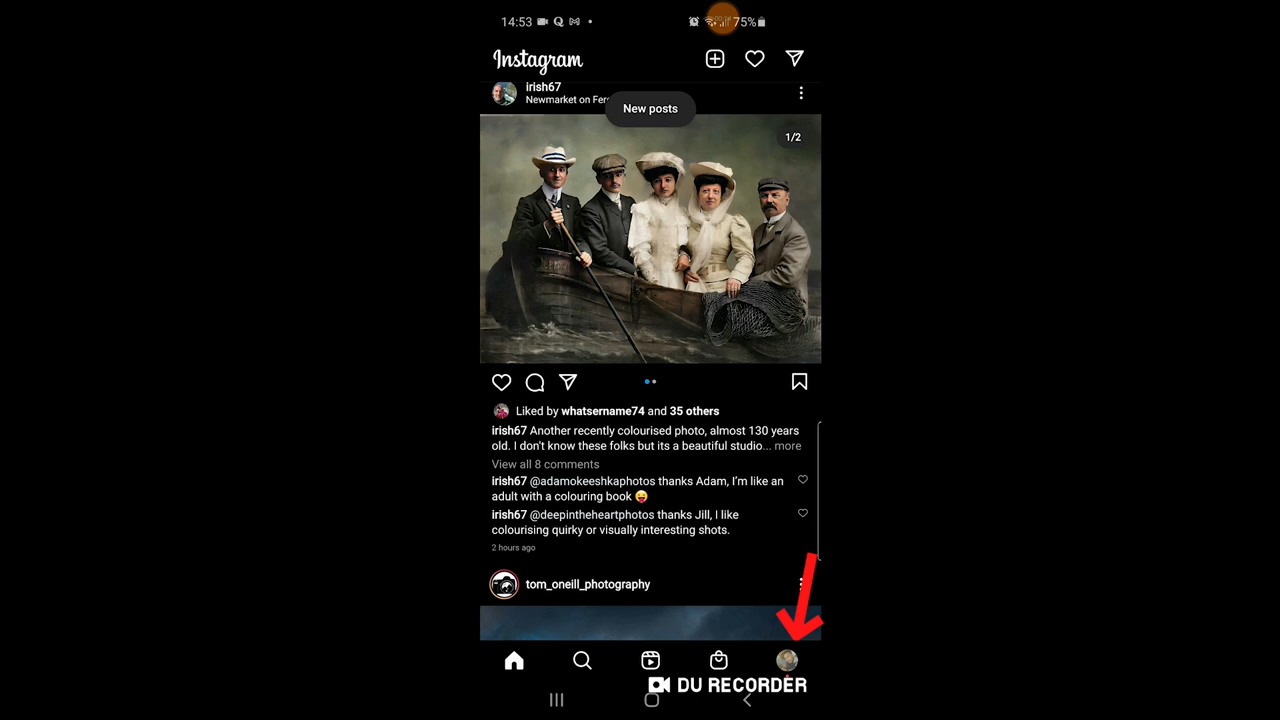 14:53
75%
Instagram
irish67
Newmarket on Fer
New posts
1/2
Liked by whatsername74 and 35 others
irish67 Another recently colourised photo, almost 130 years
old. I don't know these folks but its a beautiful studio... more
View all 8 comments
irish67 @adamokeeshkaphotos thanks Adam, I'm like an
adult with a colouring book 😜
irish67 @deepintheheartphotos thanks Jill, I like
colourising quirky or visually interesting shots.
2 hours ago
tom_oneill_photography
DU RECORDER